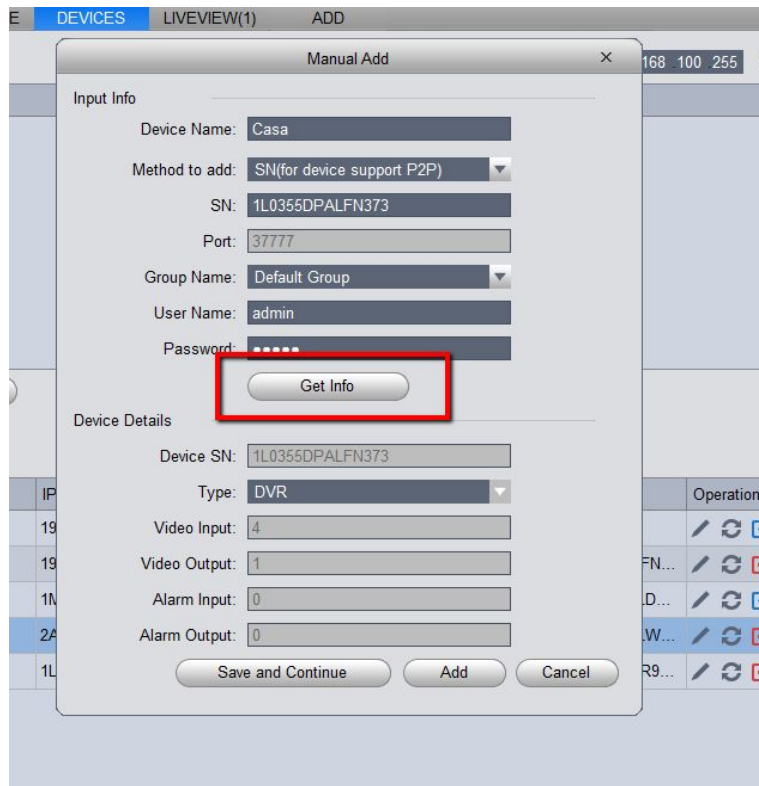 E DEVICES LIVEVIEW(1) ADD
Manual Add ×
168 .100 .255
Input Info
Device Name: Casa
Method to add: SN(for device support P2P)
SN: 1L0355DPALFN373
Port: 37777
Group Name: Default Group
User Name: admin
Password: •••••
Get Info
Device Details
Device SN: 1L0355DPALFN373
IP Type: DVR Operation
19 Video Input: 4
19 Video Output: 1 FN...
1M Alarm Input: 0 .D...
2A Alarm Output: 0 .W...
1L Save and Continue Add Cancel R9...